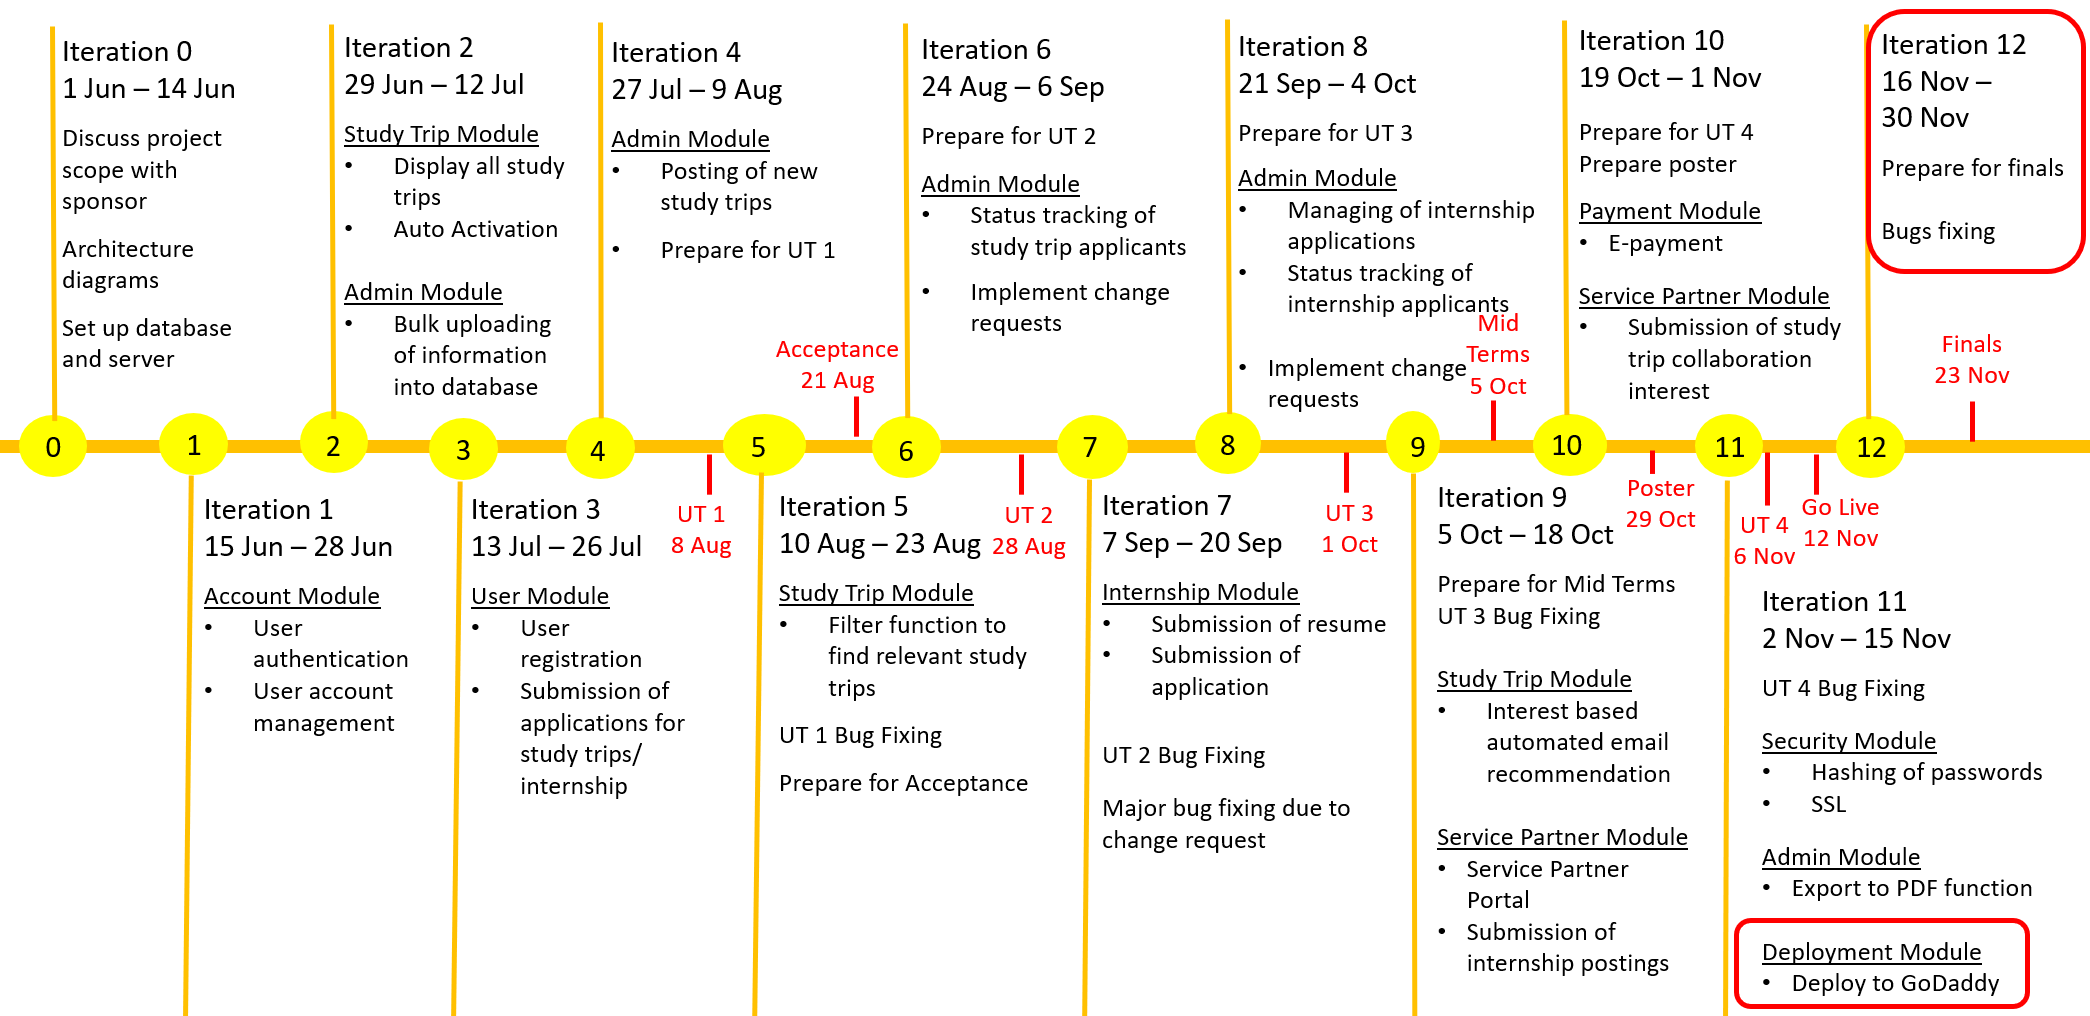 Iteration 0
1 Jun – 14 Jun
Discuss project
scope with
sponsor
Architecture
diagrams
Set up database
and server
Iteration 2
29 Jun – 12 Jul
Study Trip Module
• Display all study
trips
• Auto Activation
Admin Module
• Bulk uploading
of information
into database
Iteration 4
27 Jul – 9 Aug
Admin Module
• Posting of new
study trips
• Prepare for UT 1
Acceptance
21 Aug
Iteration 6
24 Aug – 6 Sep
Prepare for UT 2
Admin Module
• Status tracking of
study trip applicants
• Implement change
requests
Iteration 8
21 Sep – 4 Oct
Prepare for UT 3
Admin Module
• Managing of internship
applications
• Status tracking of
internship applicants
• Implement change
requests
Mid
Terms
5 Oct
Iteration 10
19 Oct – 1 Nov
Prepare for UT 4
Prepare poster
Payment Module
• E-payment
Service Partner Module
• Submission of study
trip collaboration
interest
Iteration 12
16 Nov –
30 Nov
Prepare for finals
Bugs fixing
Finals
23 Nov
0
1
2
3
4
5
6
7
8
9
10
11
12
Iteration 1
15 Jun – 28 Jun
Account Module
• User
authentication
• User account
management
Iteration 3
13 Jul – 26 Jul
User Module
• User
registration
• Submission of
applications for
study trips/
internship
UT 1
8 Aug
Iteration 5
10 Aug – 23 Aug
Study Trip Module
• Filter function to
find relevant study
trips
UT 1 Bug Fixing
Prepare for Acceptance
UT 2
28 Aug
Iteration 7
7 Sep – 20 Sep
Internship Module
• Submission of resume
• Submission of
application
UT 2 Bug Fixing
Major bug fixing due to
change request
UT 3
1 Oct
Iteration 9
5 Oct – 18 Oct
Prepare for Mid Terms
UT 3 Bug Fixing
Study Trip Module
• Interest based
automated email
recommendation
Service Partner Module
• Service Partner
Portal
• Submission of
internship postings
Poster
29 Oct
UT 4
6 Nov
Go Live
12 Nov
Iteration 11
2 Nov – 15 Nov
UT 4 Bug Fixing
Security Module
• Hashing of passwords
• SSL
Admin Module
• Export to PDF function
Deployment Module
• Deploy to GoDaddy